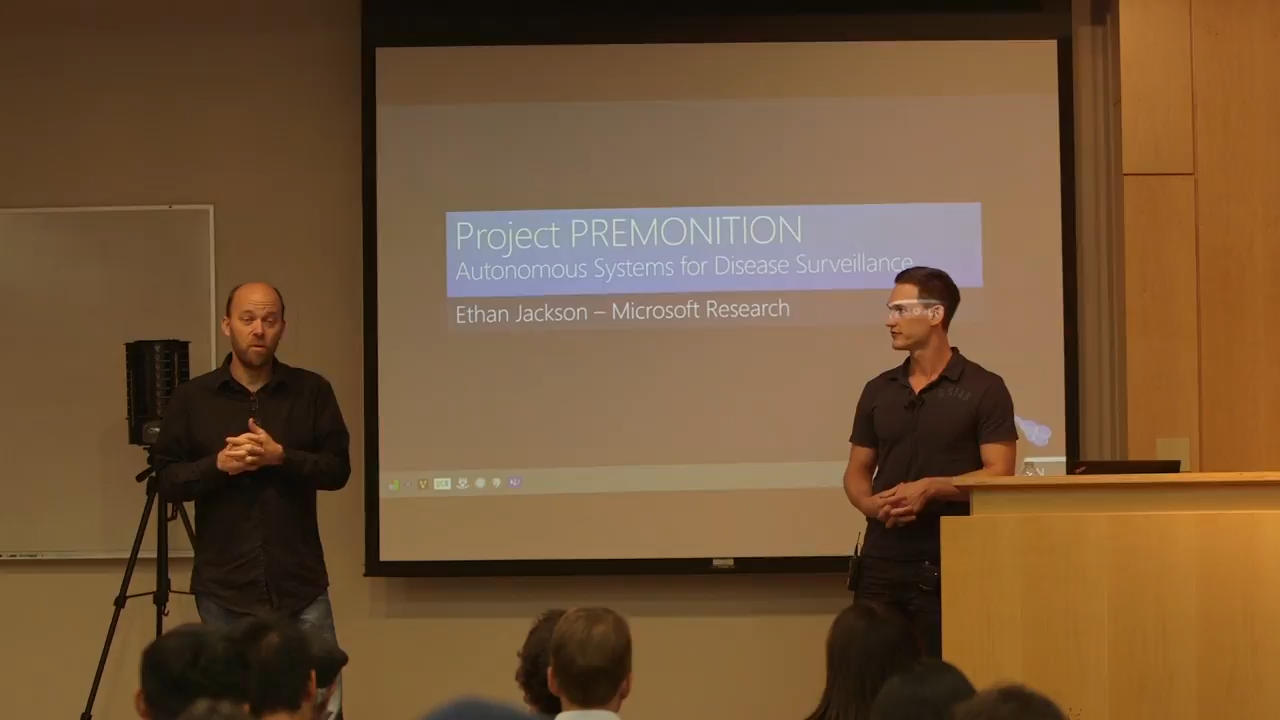 Project PREMONITION
Autonomous Systems for Disease Surveillance
Ethan Jackson – Microsoft Research